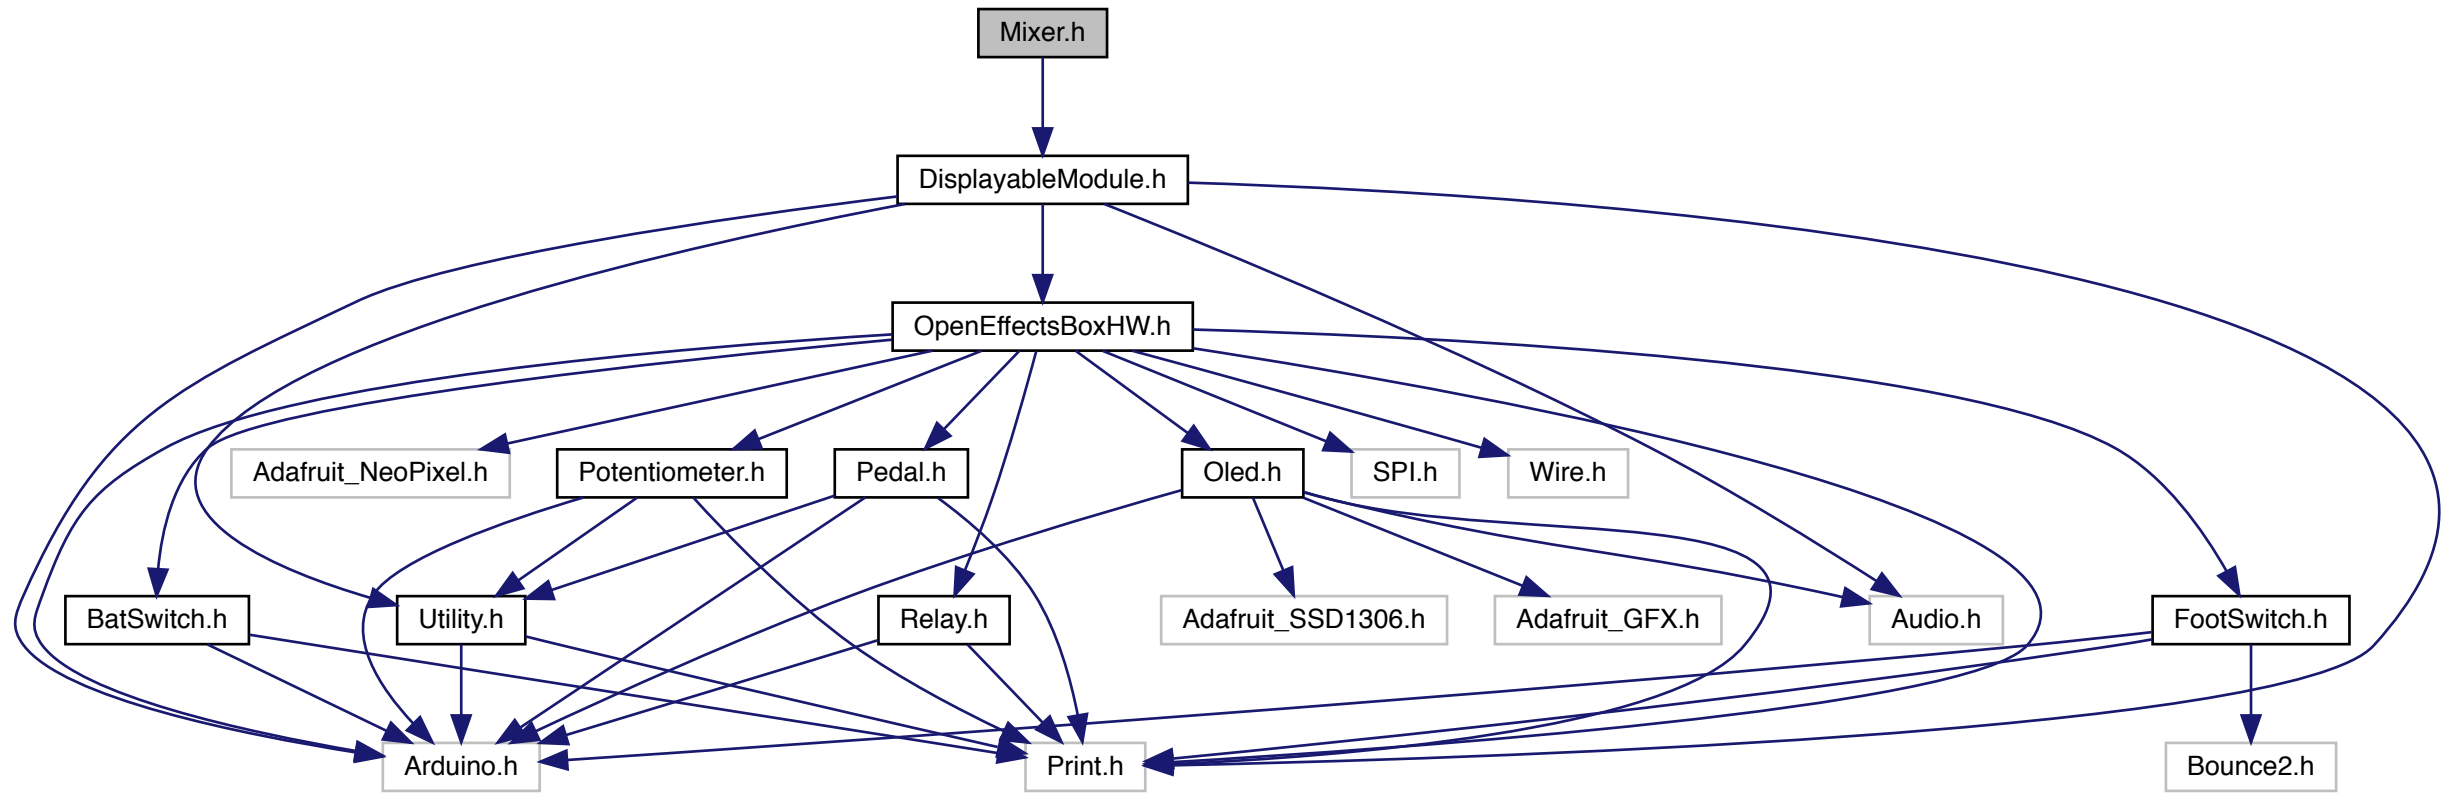 Mixer.h
DisplayableModule.h
OpenEffectsBoxHW.h
Adafruit_NeoPixel.h
Potentiometer.h
Pedal.h
Oled.h
SPI.h
Wire.h
BatSwitch.h
Utility.h
Relay.h
Adafruit_SSD1306.h
Adafruit_GFX.h
Audio.h
FootSwitch.h
Arduino.h
Print.h
Bounce2.h